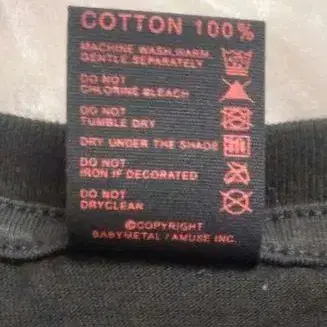 COTTON 100%
MACHINE WASH,WARM,
GENTLE,SEPARATELY
DO NOT
CHLORINE BLEACH
DO NOT
TUMBLE DRY
DRY UNDER THE SHADE
DO NOT
IRON IF DECORATED
DO NOT
DRYCLEAN
©COPYRIGHT
BABYMETAL / AMUSE INC.